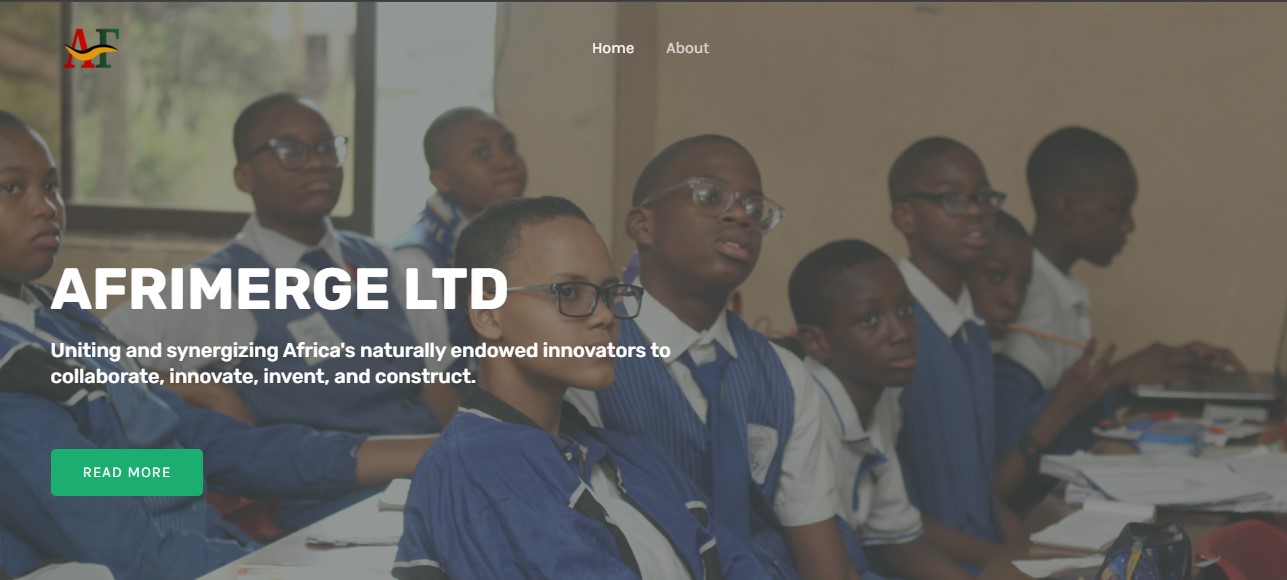 AF
Home
About
AFRIMERGE LTD
Uniting and synergizing Africa's naturally endowed innovators to
collaborate, innovate, invent, and construct.
READ MORE